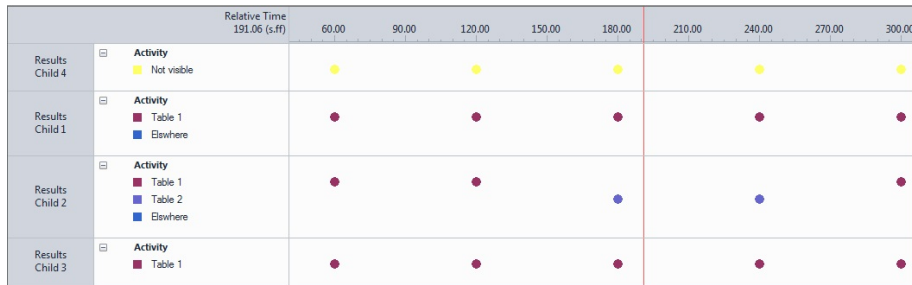 Relative Time
191.06 (s.ff)
60.00 90.00 120.00 150.00 180.00 210.00 240.00 270.00 300.00
Results
Child 4
Activity
Not visible
Results
Child 1
Activity
Table 1
Elswhere
Results
Child 2
Activity
Table 1
Table 2
Elswhere
Results
Child 3
Activity
Table 1